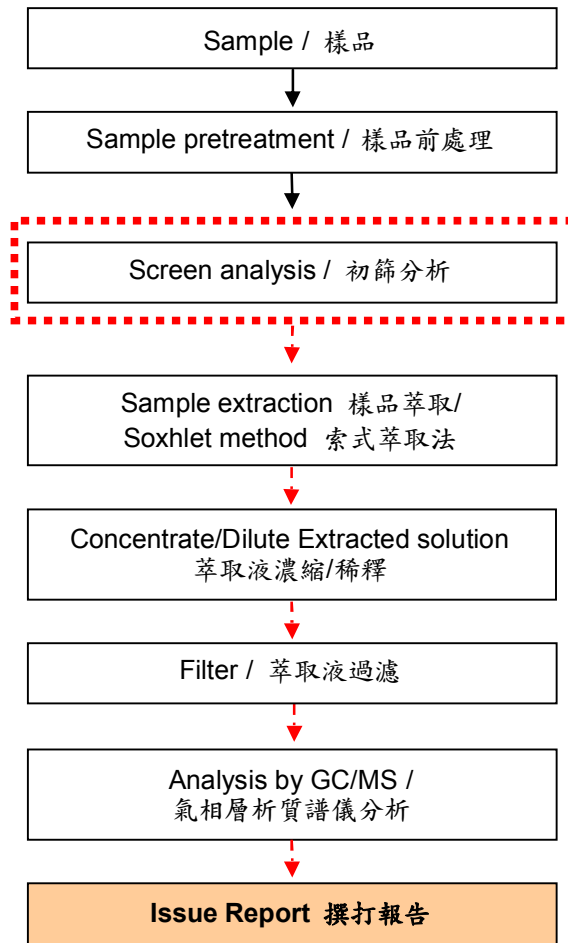 Sample / 樣品
Sample pretreatment / 樣品前處理
Screen analysis / 初篩分析
Sample extraction 樣品萃取/
Soxhlet method 索式萃取法
Concentrate/Dilute Extracted solution
萃取液濃縮/稀釋
Filter / 萃取液過濾
Analysis by GC/MS /
氣相層析質譜儀分析
Issue Report 撰打報告